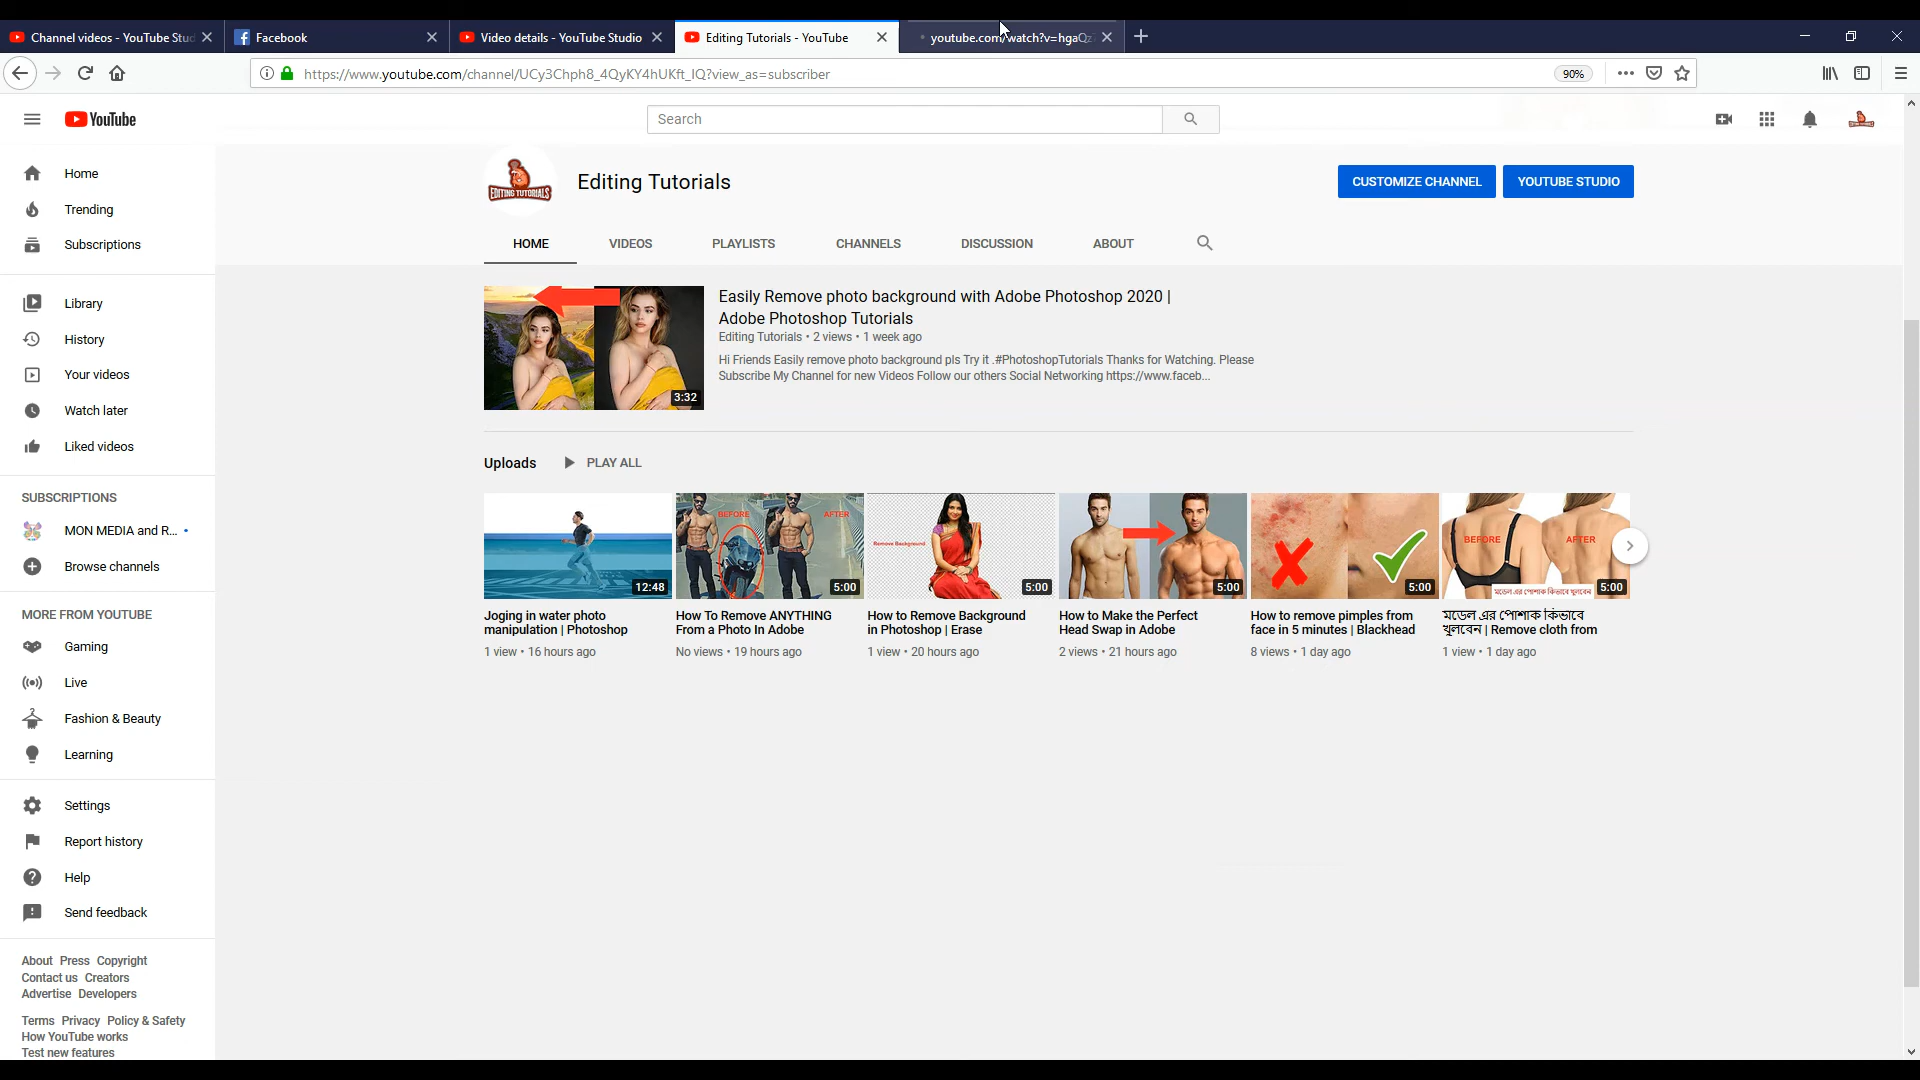 Channel videos - YouTube Stud
Facebook
Video details - YouTube Studio
Editing Tutorials - YouTube
youtube.com/watch?v=hgaQz
https://www.youtube.com/channel/UCy3Chph8_4QyKY4hUKft_IQ?view_as=subscriber
90%
YouTube
Search
Home
Trending
Subscriptions
Library
History
Your videos
Watch later
Liked videos
SUBSCRIPTIONS
MON MEDIA and R...
Browse channels
MORE FROM YOUTUBE
Gaming
Live
Fashion & Beauty
Learning
Settings
Report history
Help
Send feedback
About Press Copyright
Contact us Creators
Advertise Developers
Terms Privacy Policy & Safety
How YouTube works
Test new features
EDITING TUTORIALS
Editing Tutorials
CUSTOMIZE CHANNEL
YOUTUBE STUDIO
HOME
VIDEOS
PLAYLISTS
CHANNELS
DISCUSSION
ABOUT
3:32
Easily Remove photo background with Adobe Photoshop 2020 |
Adobe Photoshop Tutorials
Editing Tutorials • 2 views • 1 week ago
Hi Friends Easily remove photo background pls Try it .#PhotoshopTutorials Thanks for Watching. Please
Subscribe My Channel for new Videos Follow our others Social Networking https://www.faceb...
Uploads
PLAY ALL
12:48
Joging in water photo
manipulation | Photoshop
1 view • 16 hours ago
BEFORE
AFTER
5:00
How To Remove ANYTHING
From a Photo In Adobe
No views • 19 hours ago
Remove Background
5:00
How to Remove Background
in Photoshop | Erase
1 view • 20 hours ago
5:00
How to Make the Perfect
Head Swap in Adobe
2 views • 21 hours ago
5:00
How to remove pimples from
face in 5 minutes | Blackhead
8 views • 1 day ago
BEFORE
AFTER
মডেল এর পোশাক কিভাবে খুলবেন
5:00
মডেল এর পোশাক কিভাবে
খুলবেন | Remove cloth from
1 view • 1 day ago